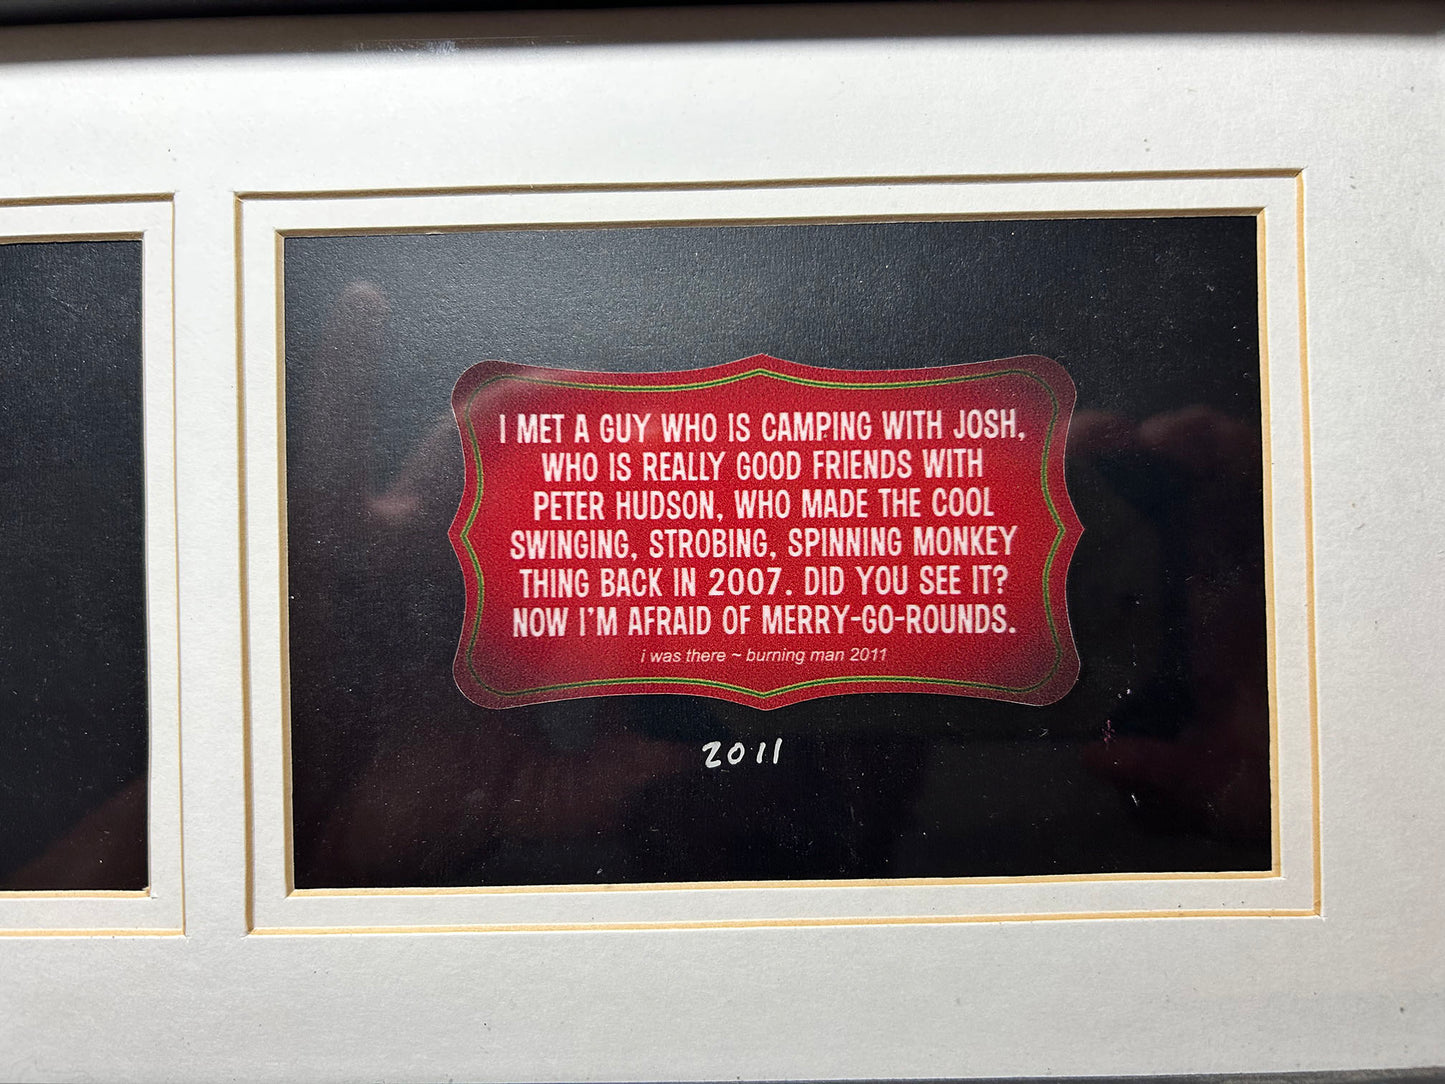 I MET A GUY WHO IS CAMPING WITH JOSH,
WHO IS REALLY GOOD FRIENDS WITH
PETER HUDSON, WHO MADE THE COOL
SWINGING, STROBING, SPINNING MONKEY
THING BACK IN 2007. DID YOU SEE IT?
NOW I'M AFRAID OF MERRY-GO-ROUNDS.
i was there ~ burning man 2011
2011